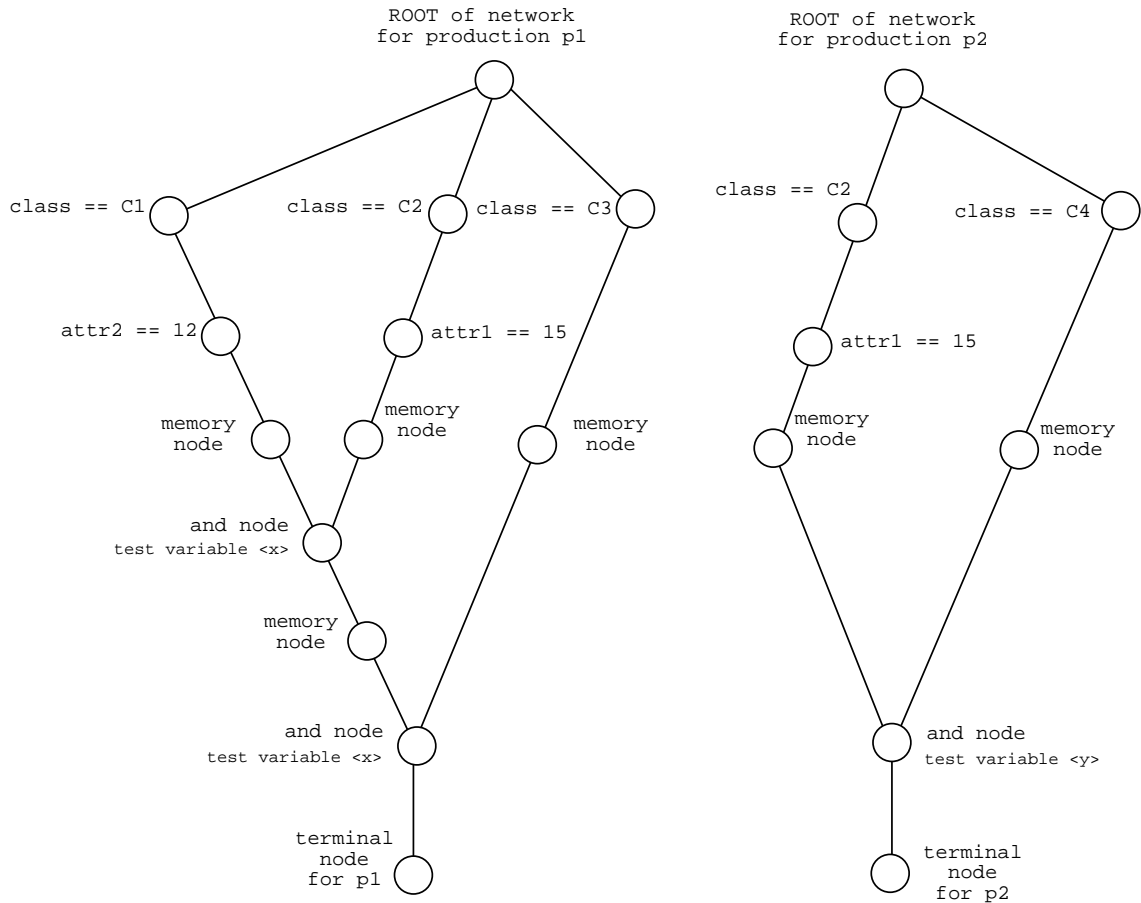 ROOT of network
for production p1
ROOT of network
for production p2
class == C1
class == C2
class == C3
class == C2
class == C4
attr2 == 12
attr1 == 15
attr1 == 15
memory
node
memory
node
memory
node
memory
node
memory
node
and node
test variable <x>
memory
node
and node
test variable <x>
and node
test variable <y>
terminal
node
for p1
terminal
node
for p2